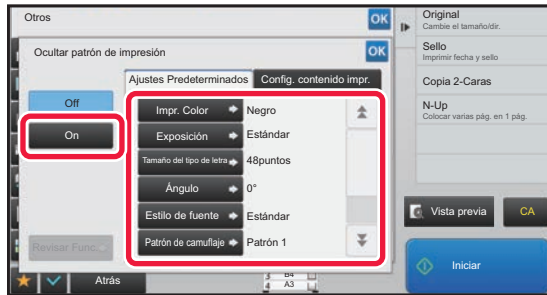 Otros
OK
Ocultar patrón de impresión
OK
Ajustes Predeterminados
Config. contenido impr.
Off
On
Impr. Color
Negro
Exposición
Estándar
Tamaño del tipo de letra
48puntos
Ángulo
0°
Estilo de fuente
Estándar
Patrón de camuflaje
Patrón 1
Revisar Func.
Atrás
3 B4
4 A3
Original
Cambie el tamaño/dir.
Sello
Imprimir fecha y sello
Copia 2-Caras
N-Up
Colocar varias pág. en 1 pág.
Vista previa
CA
Iniciar